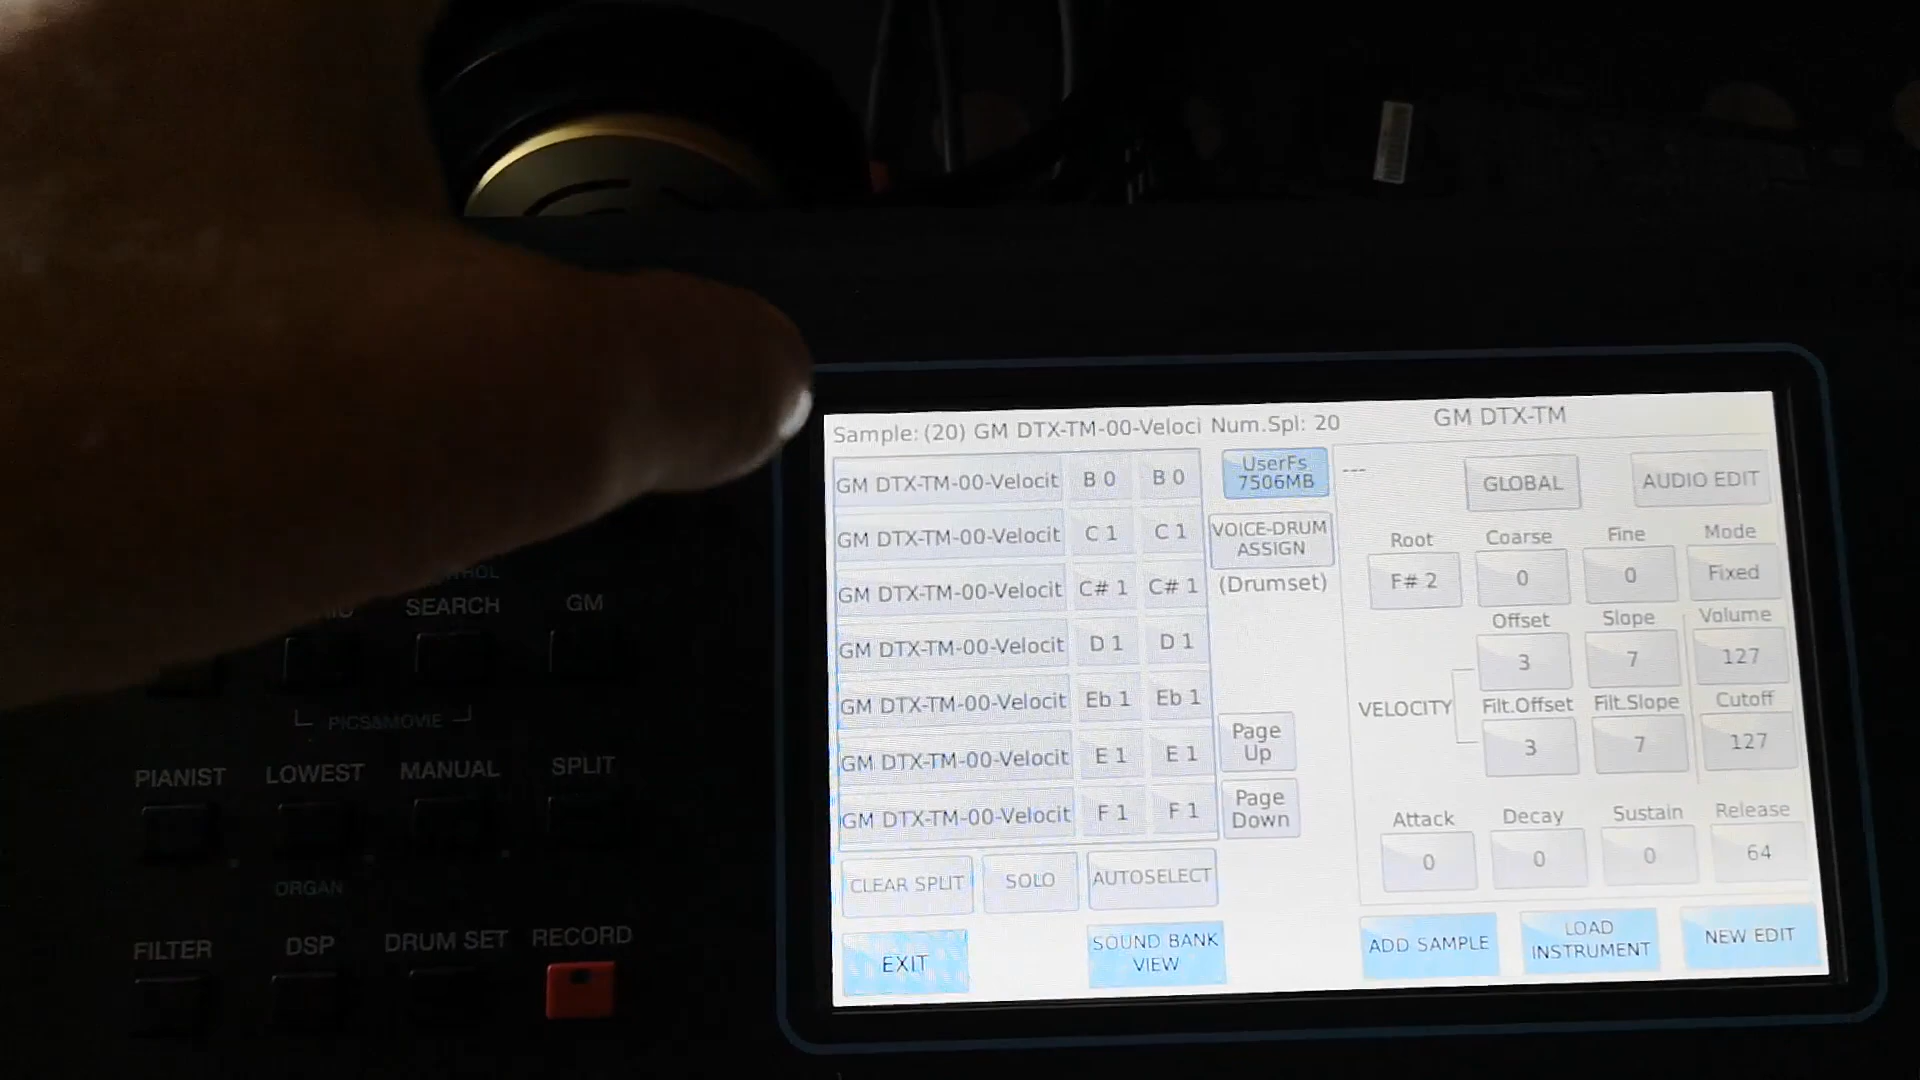 Sample: (20) GM DTX-TM-00-Veloci Num.Spl: 20
GM DTX-TM
GM DTX-TM-00-Velocit B 0 B 0
GM DTX-TM-00-Velocit C 1 C 1
GM DTX-TM-00-Velocit C# 1 C# 1
GM DTX-TM-00-Velocit D 1 D 1
GM DTX-TM-00-Velocit Eb 1 Eb 1
GM DTX-TM-00-Velocit E 1 E 1
GM DTX-TM-00-Velocit F 1 F 1
UserFs
7506MB
VOICE-DRUM
ASSIGN
(Drumset)
Page
Up
Page
Down
CLEAR SPLIT
SOLO
AUTOSELECT
EXIT
SOUND BANK
VIEW
---
GLOBAL
AUDIO EDIT
Root Coarse Fine Mode
F# 2 0 0 Fixed
Offset Slope Volume
3 7 127
VELOCITY
Filt.Offset Filt.Slope Cutoff
3 7 127
Attack Decay Sustain Release
0 0 0 64
ADD SAMPLE
LOAD
INSTRUMENT
NEW EDIT
SEARCH
GM
PICS&MOVIE
PIANIST
LOWEST
MANUAL
SPLIT
ORGAN
FILTER
DSP
DRUM SET
RECORD